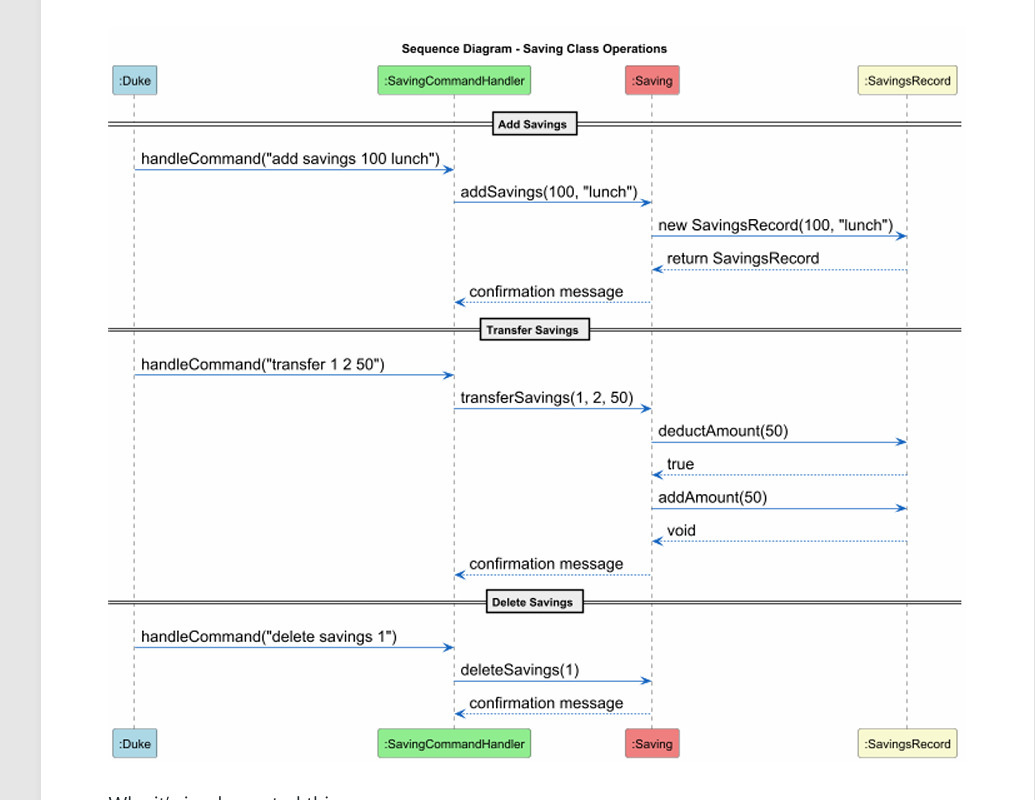 Sequence Diagram - Saving Class Operations
:Duke :SavingCommandHandler :Saving :SavingsRecord
Add Savings
handleCommand("add savings 100 lunch")
addSavings(100, "lunch")
new SavingsRecord(100, "lunch")
return SavingsRecord
confirmation message
Transfer Savings
handleCommand("transfer 1 2 50")
transferSavings(1, 2, 50)
deductAmount(50)
true
addAmount(50)
void
confirmation message
Delete Savings
handleCommand("delete savings 1")
deleteSavings(1)
confirmation message
:Duke :SavingCommandHandler :Saving :SavingsRecord